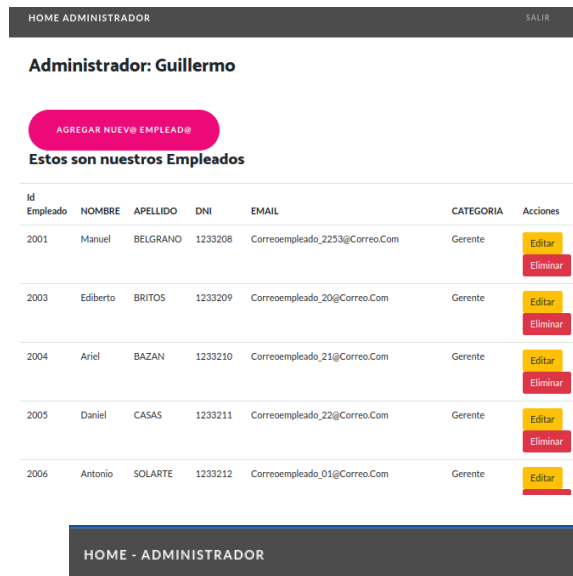 HOME ADMINISTRADOR SALIR
Administrador: Guillermo
AGREGAR NUEV@ EMPLEAD@
Estos son nuestros Empleados
Id Empleado NOMBRE APELLIDO DNI EMAIL CATEGORIA Acciones
2001 Manuel BELGRANO 1233208 Correoempleado_2253@Correo.Com Gerente Editar
Eliminar
2003 Ediberto BRITOS 1233209 Correoempleado_20@Correo.Com Gerente Editar
Eliminar
2004 Ariel BAZAN 1233210 Correoempleado_21@Correo.Com Gerente Editar
Eliminar
2005 Daniel CASAS 1233211 Correoempleado_22@Correo.Com Gerente Editar
Eliminar
2006 Antonio SOLARTE 1233212 Correoempleado_01@Correo.Com Gerente Editar
HOME - ADMINISTRADOR